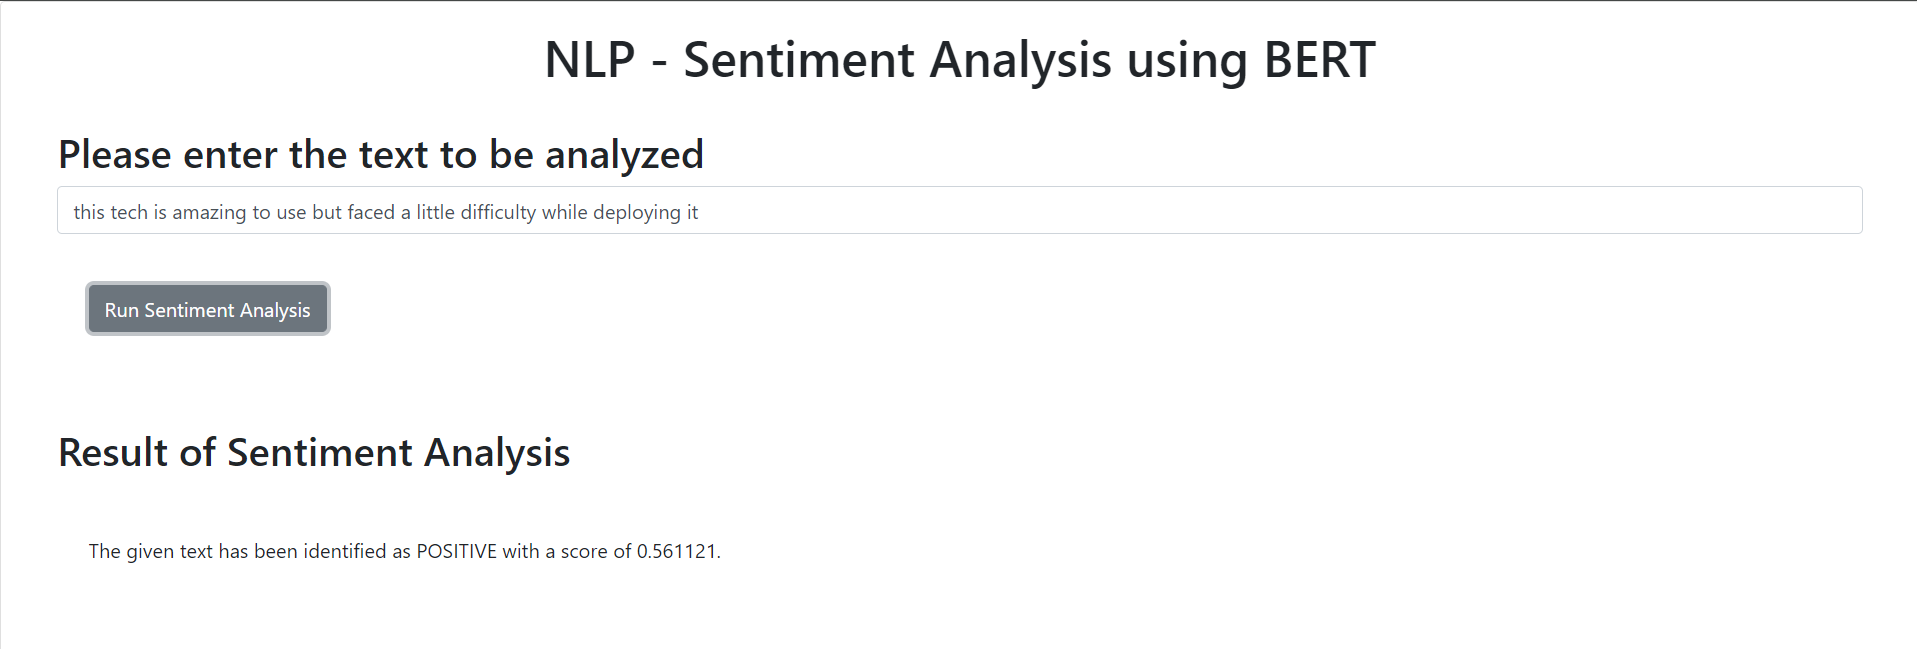 NLP - Sentiment Analysis using BERT
Please enter the text to be analyzed
this tech is amazing to use but faced a little difficulty while deploying it
Run Sentiment Analysis
Result of Sentiment Analysis
The given text has been identified as POSITIVE with a score of 0.561121.